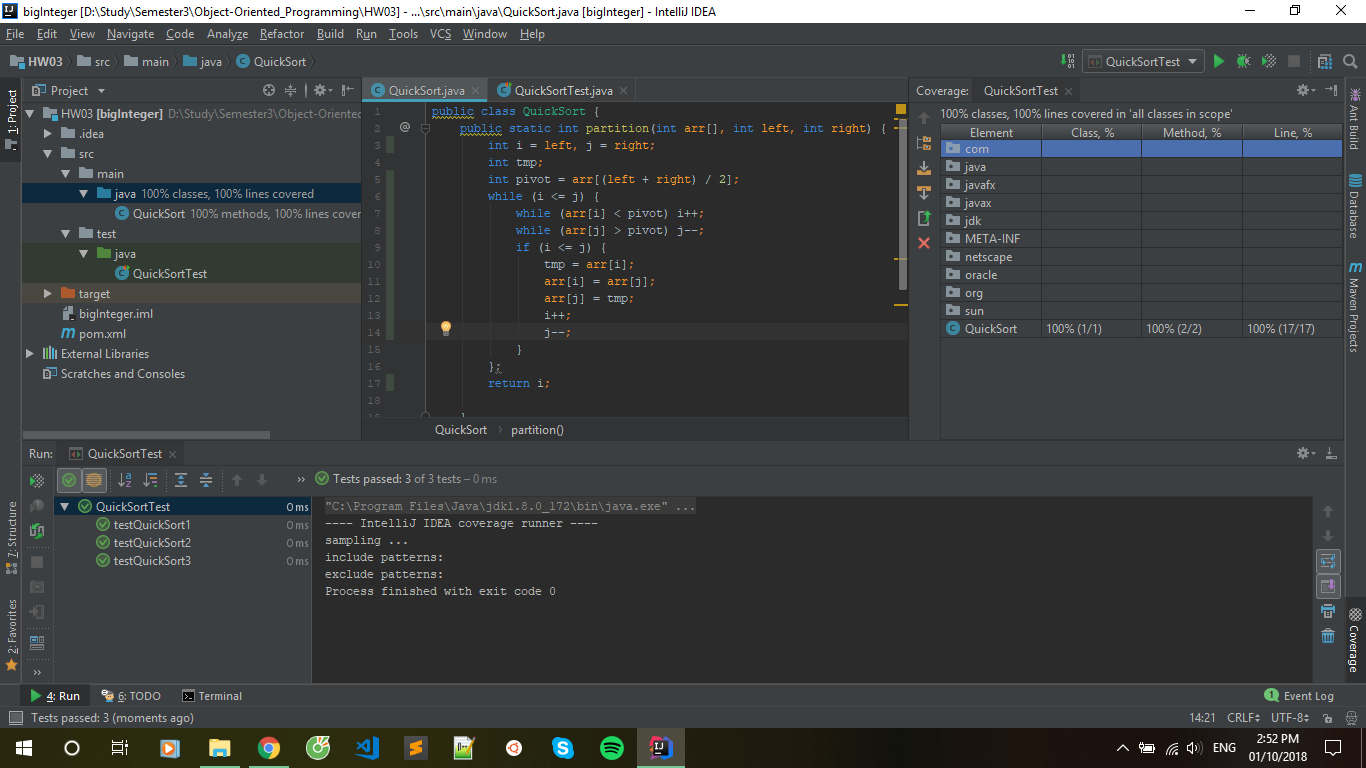 bigInteger [D:\Study\Semester3\Object-Oriented_Programming\HW03] - ...\src\main\java\QuickSort.java [bigInteger] - IntelliJ IDEA
File Edit View Navigate Code Analyze Refactor Build Run Tools VCS Window Help
HW03 src main java QuickSort
QuickSortTest
1: Project
Project
HW03 [bigInteger] D:\Study\Semester3\Object-Oriented
.idea
src
main
java 100% classes, 100% lines covered
QuickSort 100% methods, 100% lines cover
test
java
QuickSortTest
target
bigInteger.iml
pom.xml
External Libraries
Scratches and Consoles
QuickSort.java QuickSortTest.java
1 public class QuickSort {
2 public static int partition(int arr[], int left, int right) {
3 int i = left, j = right;
4 int tmp;
5 int pivot = arr[(left + right) / 2];
6 while (i <= j) {
7 while (arr[i] < pivot) i++;
8 while (arr[j] > pivot) j--;
9 if (i <= j) {
10 tmp = arr[i];
11 arr[i] = arr[j];
12 arr[j] = tmp;
13 i++;
14 j--;
15 }
16 };
17 return i;
18
QuickSort partition()
Coverage: QuickSortTest
100% classes, 100% lines covered in 'all classes in scope'
Element Class, % Method, % Line, %
com
java
javafx
javax
jdk
META-INF
netscape
oracle
org
sun
QuickSort 100% (1/1) 100% (2/2) 100% (17/17)
Ant Build
Database
Maven Projects
Coverage
Run: QuickSortTest
Tests passed: 3 of 3 tests – 0 ms
QuickSortTest 0 ms
testQuickSort1 0 ms
testQuickSort2 0 ms
testQuickSort3 0 ms
"C:\Program Files\Java\jdk1.8.0_172\bin\java.exe" ...
---- IntelliJ IDEA coverage runner ----
sampling ...
include patterns:
exclude patterns:
Process finished with exit code 0
7: Structure
2: Favorites
4: Run 6: TODO Terminal
1 Event Log
Tests passed: 3 (moments ago)
14:21 CRLF UTF-8
ENG
2:52 PM
01/10/2018